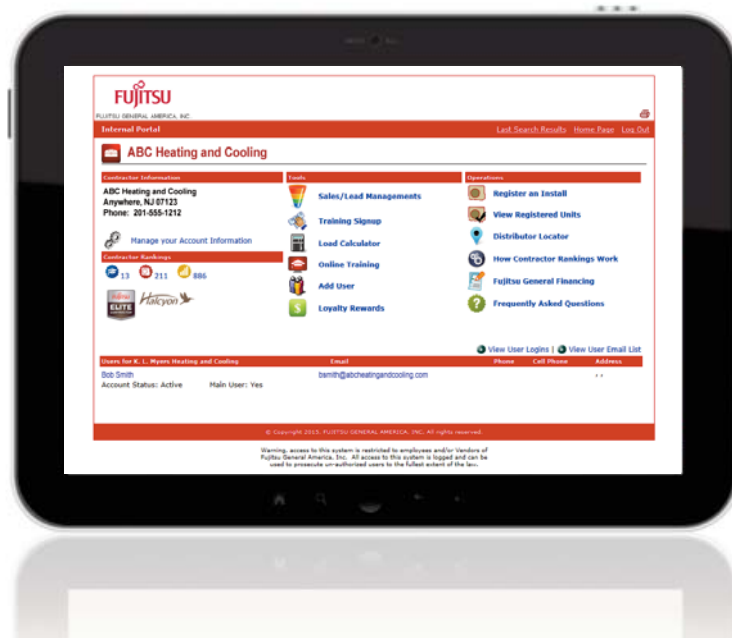 FUJITSU
FUJITSU GENERAL AMERICA, INC
Internal Portal
Last Search Results Home Page Log Out
ABC Heating and Cooling
Contractor Information
ABC Heating and Cooling
Anywhere, NJ 07123
Phone: 201-555-1212
Manage your Account Information
Contractor Rankings
13 211 886
FUJITSU
ELITE
Halcyon
Tools
Sales/Lead Managements
Training Signup
Load Calculator
Online Training
Add User
Loyalty Rewards
Operations
Register an Install
View Registered Units
Distributor Locator
How Contractor Rankings Work
Fujitsu General Financing
Frequently Asked Questions
View User Logins | View User Email List
Users for K. L. Myers Heating and Cooling Email Phone Cell Phone Address
Bob Smith bsmith@abcheatingandcooling.com , ,
Account Status: Active Main User: Yes
© Copyright 2015. FUJITSU GENERAL AMERICA, INC. All rights reserved.
Warning, access to this system is restricted to employees and/or Vendors of
Fujitsu General America, Inc. All access to this system is logged and can be
used to prosecute un-authorized users to the fullest extent of the law.